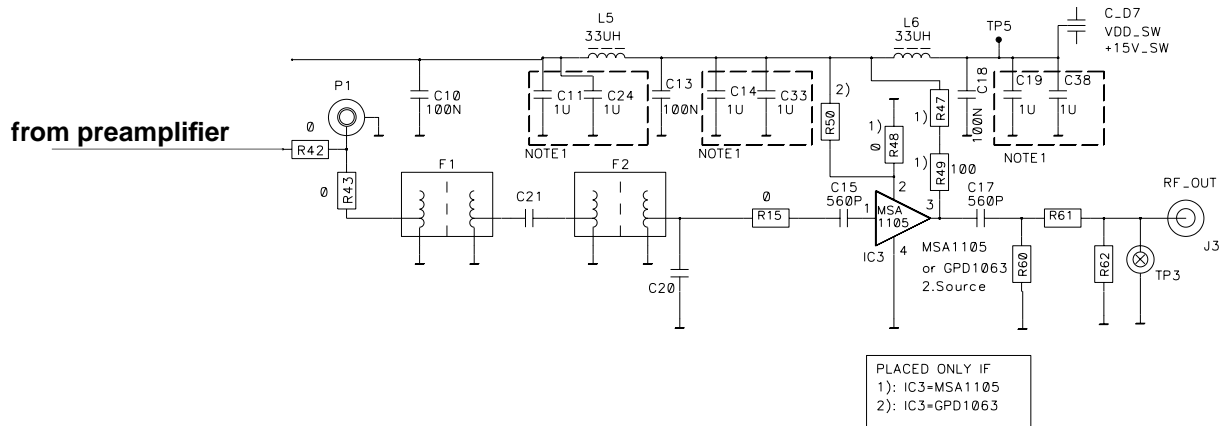 L5
33UH
L6
33UH
TP5
C_D7
VDD_SW
+15V_SW
P1
C10
100N
C11
1U
C24
1U
C13
100N
C14
1U
C33
1U
2)
R50
1)
0
R48
1)
R47
C18
100N
C19
1U
C38
1U
NOTE1
NOTE1
NOTE1
from preamplifier
0
R42
0
R43
F1
C21
F2
C20
0
R15
C15
560P
1
2
3
4
MSA
1105
IC3
1)
R49
100
C17
560P
MSA1105
or GPD1063
2.Source
R60
R61
R62
RF_OUT
J3
TP3
PLACED ONLY IF
1): IC3=MSA1105
2): IC3=GPD1063